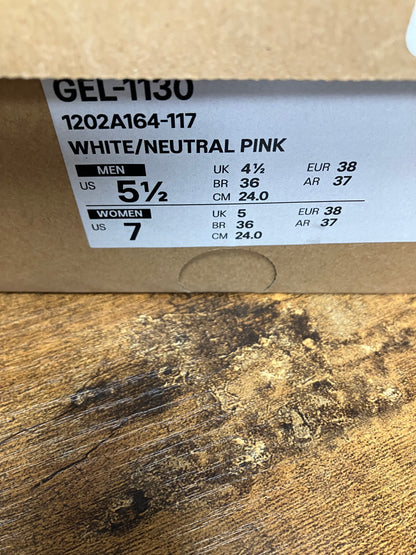 GEL-1130
1202A164-117
WHITE/NEUTRAL PINK
MEN
US 5½ UK 4½ EUR 38
BR 36 AR 37
CM 24.0
WOMEN
US 7 UK 5 EUR 38
BR 36 AR 37
CM 24.0